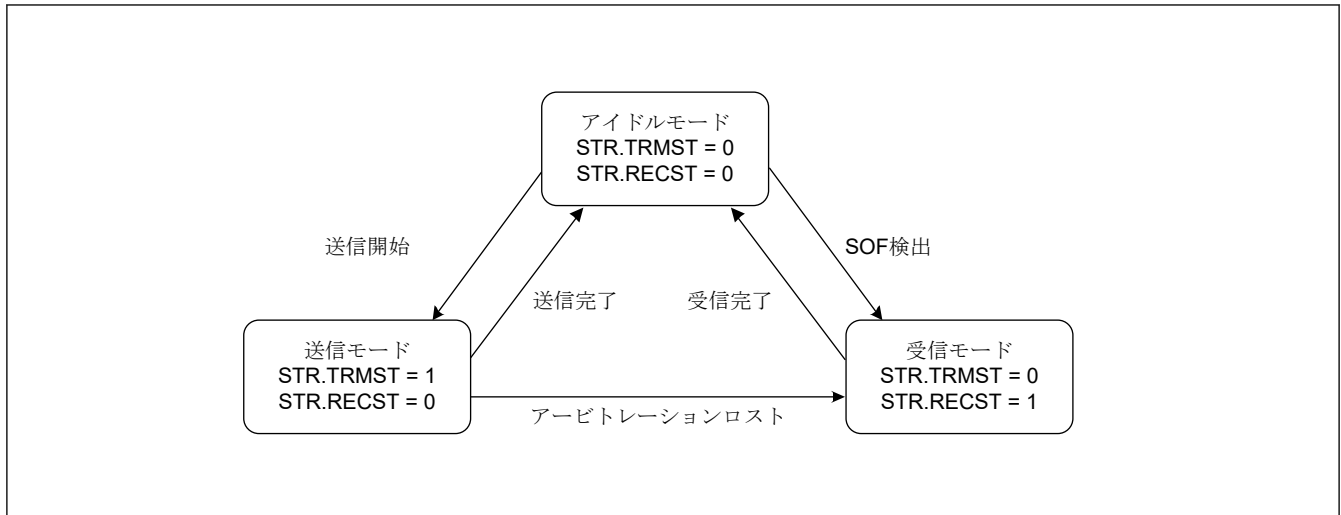 アイドルモード
STR.TRMST = 0
STR.RECST = 0
送信開始
SOF検出
送信完了
受信完了
送信モード
STR.TRMST = 1
STR.RECST = 0
受信モード
STR.TRMST = 0
STR.RECST = 1
アービトレーションロスト